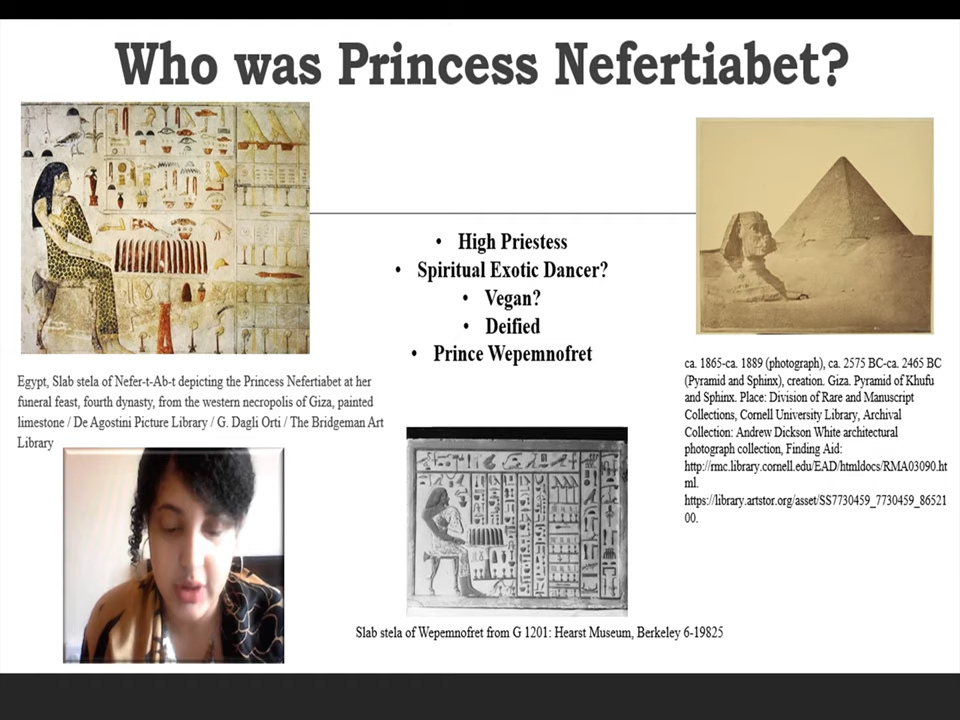 Who was Princess Nefertiabet?
• High Priestess
• Spiritual Exotic Dancer?
• Vegan?
• Deified
• Prince Wepemnofret
Egypt, Slab stela of Nefer-t-Ab-t depicting the Princess Nefertiabet at her
funeral feast, fourth dynasty, from the western necropolis of Giza, painted
limestone / De Agostini Picture Library / G. Dagli Orti / The Bridgeman Art
Library
ca. 1865-ca. 1889 (photograph), ca. 2575 BC-ca. 2465 BC
(Pyramid and Sphinx), creation. Giza. Pyramid of Khufu
and Sphinx. Place: Division of Rare and Manuscript
Collections, Cornell University Library, Archival
Collection: Andrew Dickson White architectural
photograph collection, Finding Aid:
http://rmc.library.cornell.edu/EAD/htmldocs/RMA03090.ht
ml.
https://library.artstor.org/asset/SS7730459_7730459_86521
00.
Slab stela of Wepemnofret from G 1201: Hearst Museum, Berkeley 6-19825